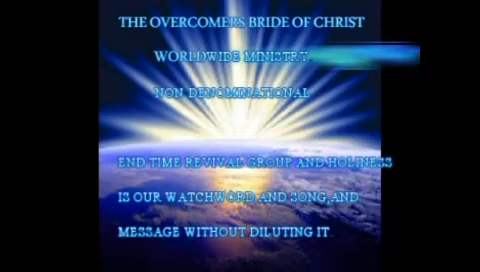 THE OVERCOMERS BRIDE OF CHRIST
WORLDWIDE MINISTRY
NON DENOMINATIONAL
END TIME REVIVAL GROUP AND HOLINESS
IS OUR WATCHWORD AND SONG,AND
MESSAGE WITHOUT DILUTING IT